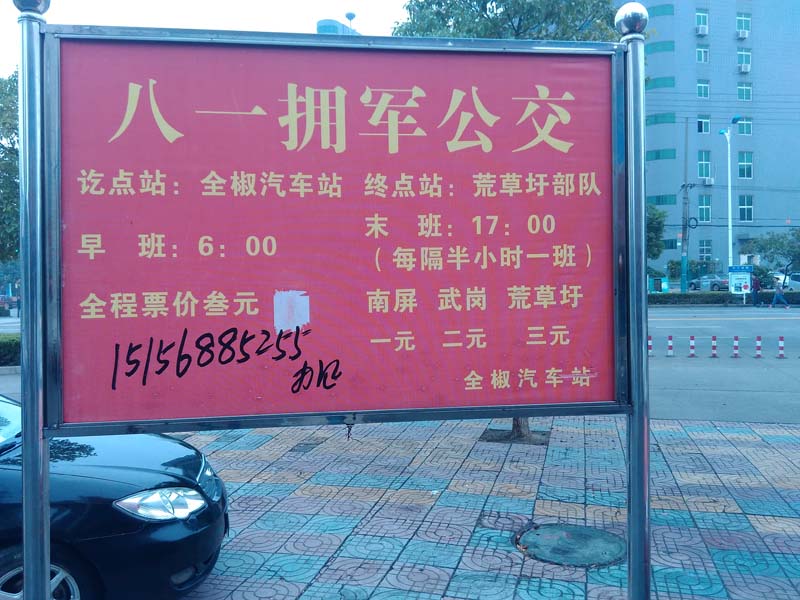 八一拥军公交
讫点站：全椒汽车站 终点站：荒草圩部队
早 班：6：00 末 班：17：00
（每隔半小时一班）
全程票价叁元 南屏 武岗 荒草圩
一元 二元 三元
15156885255
办证
全椒汽车站